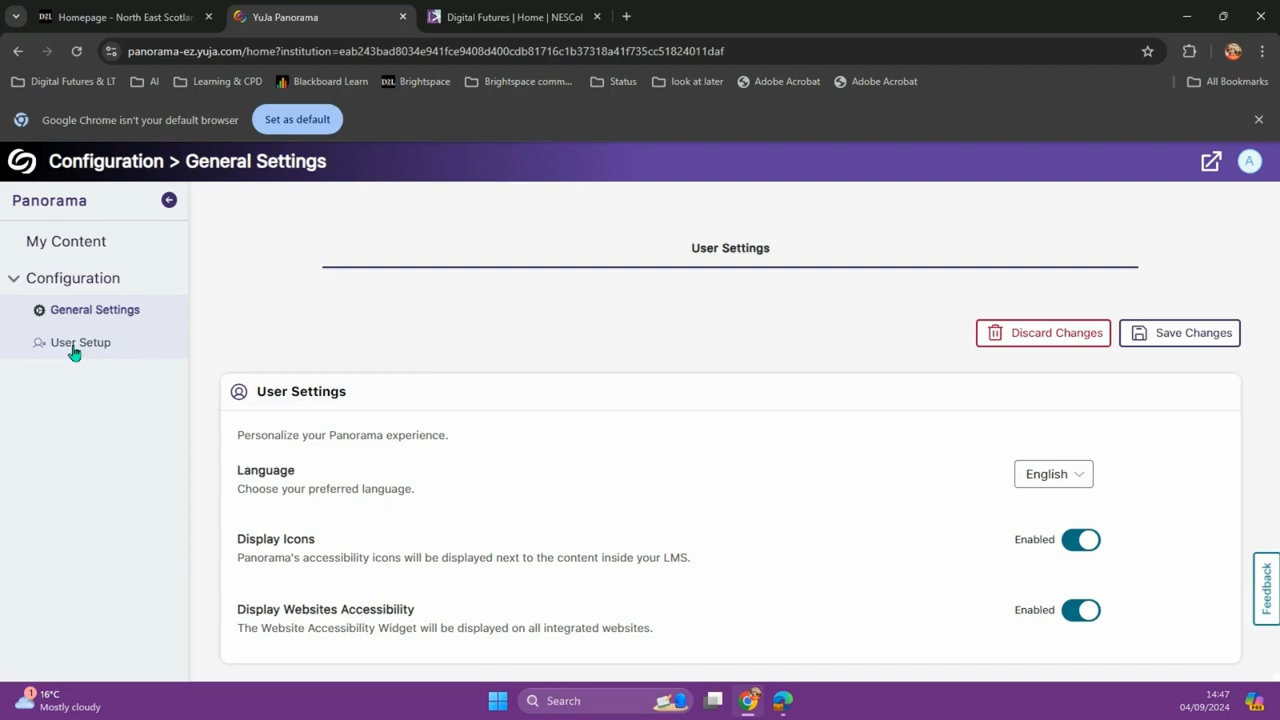 D2L Homepage - North East Scotlan
YuJa Panorama
Digital Futures | Home | NESCol
panorama-ez.yuja.com/home?institution=eab243bad8034e941fce9408d400cdb81716c1b37318a41f735cc51824011daf
Digital Futures & LT
AI
Learning & CPD
Blackboard Learn
D2L Brightspace
Brightspace comm...
Status
look at later
Adobe Acrobat
Adobe Acrobat
All Bookmarks
Google Chrome isn't your default browser
Set as default
Configuration > General Settings
A
Panorama
My Content
Configuration
General Settings
User Setup
User Settings
Discard Changes
Save Changes
User Settings
Personalize your Panorama experience.
Language
Choose your preferred language.
English
Display Icons
Panorama's accessibility icons will be displayed next to the content inside your LMS.
Enabled
Display Websites Accessibility
The Website Accessibility Widget will be displayed on all integrated websites.
Enabled
Feedback
1
16°C
Mostly cloudy
Search
14:47
04/09/2024